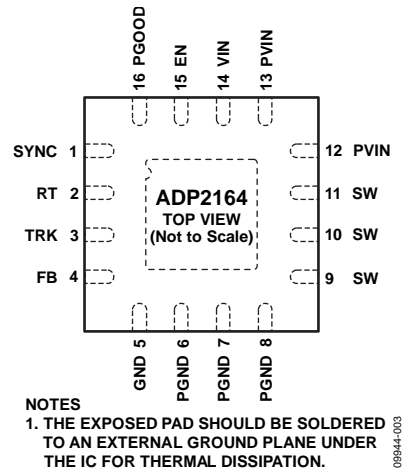 16 PGOOD
15 EN
14 VIN
13 PVIN
SYNC 1
RT 2
TRK 3
FB 4
ADP2164
TOP VIEW
(Not to Scale)
12 PVIN
11 SW
10 SW
9 SW
GND 5
PGND 6
PGND 7
PGND 8
NOTES
1. THE EXPOSED PAD SHOULD BE SOLDERED
TO AN EXTERNAL GROUND PLANE UNDER
THE IC FOR THERMAL DISSIPATION.
09944-003